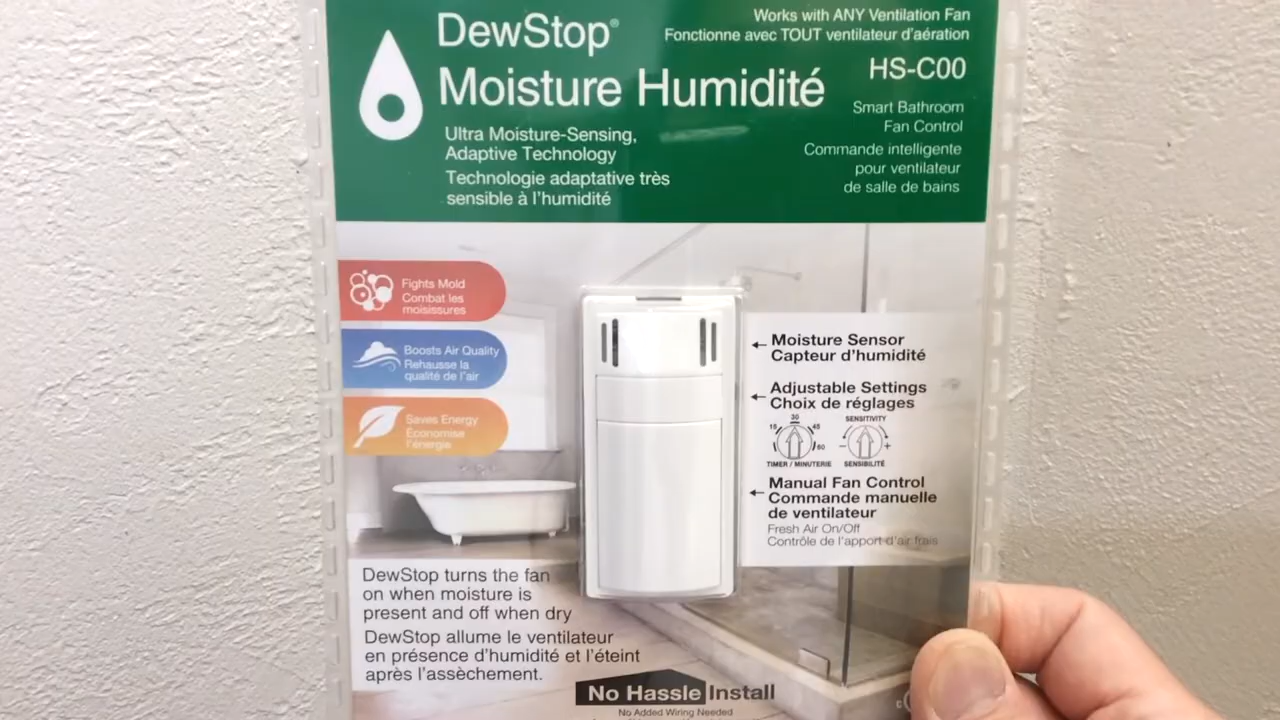 DewStop®
Moisture Humidité
Ultra Moisture-Sensing,
Adaptive Technology
Technologie adaptative très
sensible à l'humidité
Works with ANY Ventilation Fan
Fonctionne avec TOUT ventilateur d'aération
HS-C00
Smart Bathroom
Fan Control
Commande intelligente
pour ventilateur
de salle de bains
Fights Mold
Combat les
moisissures
Boosts Air Quality
Rehausse la
qualité de l'air
Saves Energy
Économise
l'énergie
Moisture Sensor
Capteur d'humidité
Adjustable Settings
Choix de réglages
15 30 45 60
TIMER / MINUTERIE
SENSITIVITY
- +
SENSIBILITÉ
Manual Fan Control
Commande manuelle
de ventilateur
Fresh Air On/Off
Contrôle de l'apport d'air frais
DewStop turns the fan
on when moisture is
present and off when dry
DewStop allume le ventilateur
en présence d'humidité et l'éteint
après l'assèchement.
No Hassle Install
No Added Wiring Needed